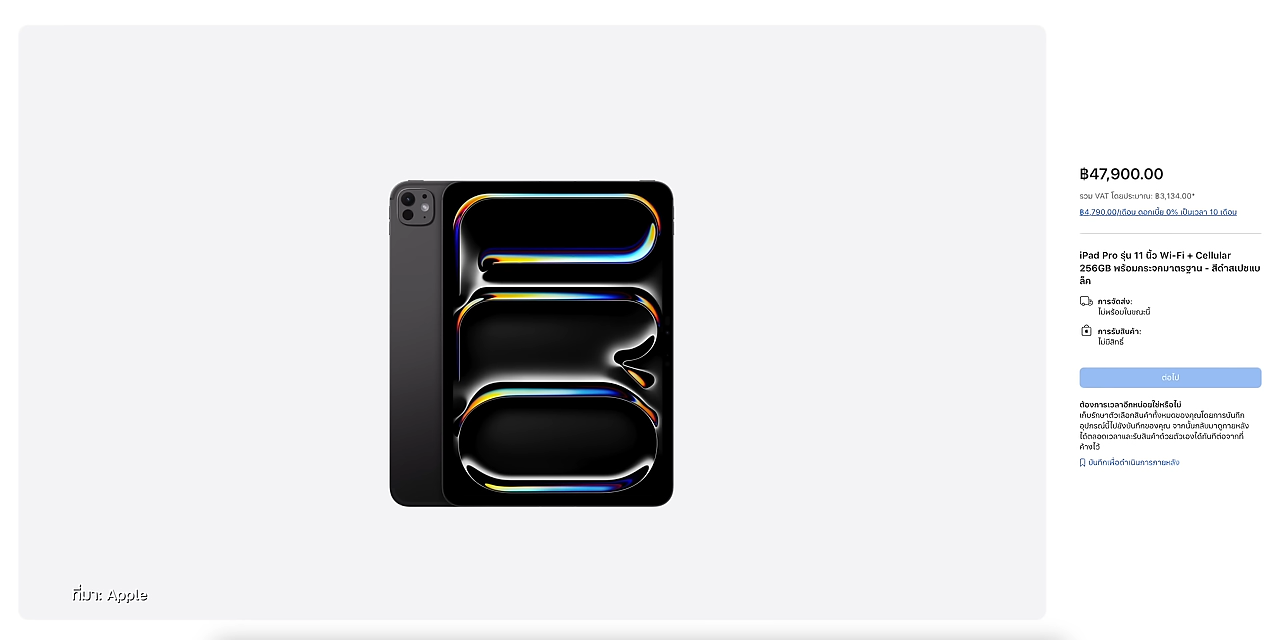 ฿47,900.00
รวม VAT โดยประมาณ: ฿3,134.00*
฿4,790.00/เดือน ดอกเบี้ย 0% เป็นเวลา 10 เดือน
iPad Pro รุ่น 11 นิ้ว Wi-Fi + Cellular
256GB พร้อมกระจกมาตรฐาน - สีดำสเปซแบ
ล็ค
การจัดส่ง:
ไม่พร้อมในขณะนี้
การรับสินค้า:
ไม่มีสิทธิ์
ต่อไป
ต้องการเวลาอีกหน่อยใช่หรือไม่
เก็บรักษาตัวเลือกสินค้าทั้งหมดของคุณโดยการบันทึก
อุปกรณ์นี้ไปยังบันทึกของคุณ จากนั้นกลับมาดูภายหลัง
ได้ตลอดเวลาและรับสินค้าด้วยตัวเองได้ทันทีต่อจากที่
ค้างไว้
บันทึกเพื่อดำเนินการภายหลัง
ที่มา: Apple